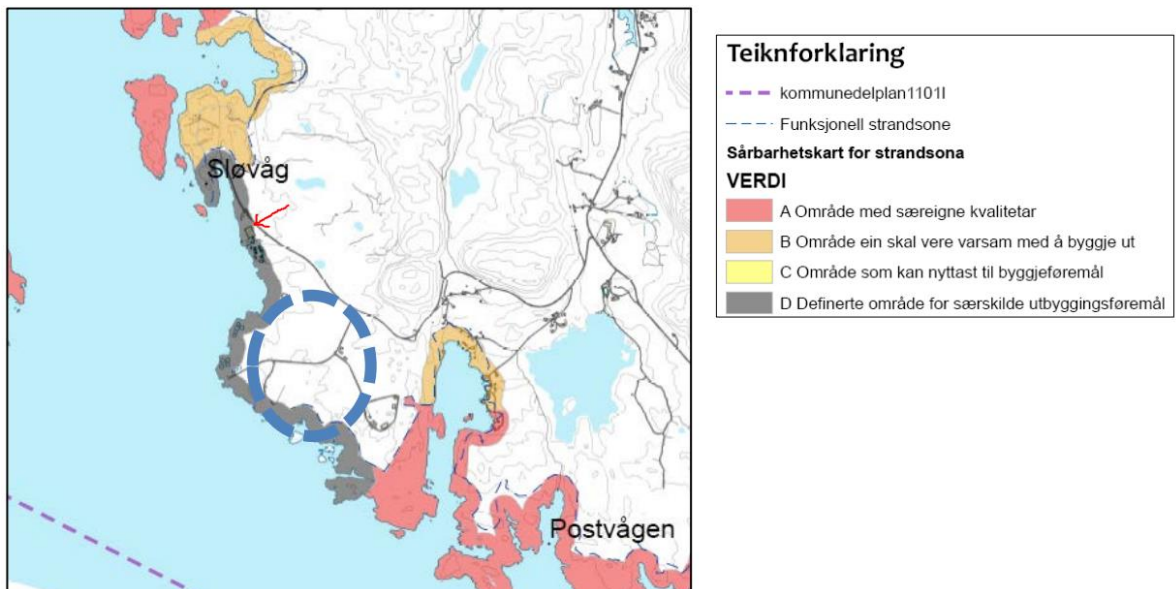 Sløvåg
Postvågen
Teiknforklaring
kommunedelplan1101I
Funksjonell strandsone
Sårbarhetskart for strandsona
VERDI
A Område med særeigne kvalitetar
B Område ein skal vere varsam med å byggje ut
C Område som kan nyttast til byggjeføremål
D Definerte område for særskilde utbyggingsføremål